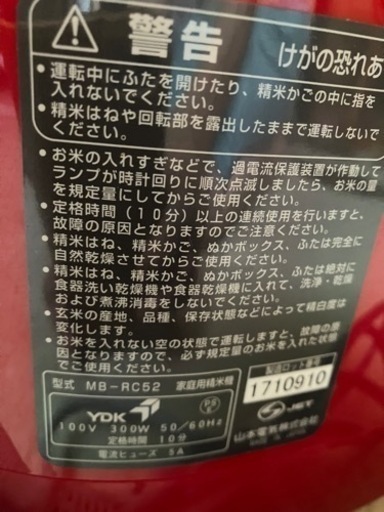 警告 けがの恐れあ
●運転中にふたを開けたり、精米かごの中に指を
入れないでください。
●精米はねや回転部を露出したままで運転しないで
ください。
●お米の入れすぎなどで、過電流保護装置が作動して
ランプが時計回りに順次点滅しましたら、お米の量
を規定量にしてからご使用ください。
●定格時間(10分)以上の連続使用を行いますと、
故障の原因となりますのでご注意ください。
●精米はね、精米かご、ぬかボックス、ふたは完全に
自然乾燥させてからご使用ください。
●精米はね、精米かご、ぬかボックス、ふたは絶対に
食器洗い乾燥機や食器乾燥機に入れて、洗浄・乾燥
および煮沸消毒をしないでください。
●玄米の産地、品種、保存状態などによって精白度は
変化します。
●お米を入れない空の状態で運転しますと、故障の原
因となりますので、必ず規定量のお米を入れた状態
でご使用ください。
型式 MB-RC52 家庭用精米機
製造ロット番号
1710910
YDK
PSE
JET
100V 300W 50/60Hz
定格時間 10分
電流ヒューズ 5A
山本電気株式会社
MADE IN JAPAN